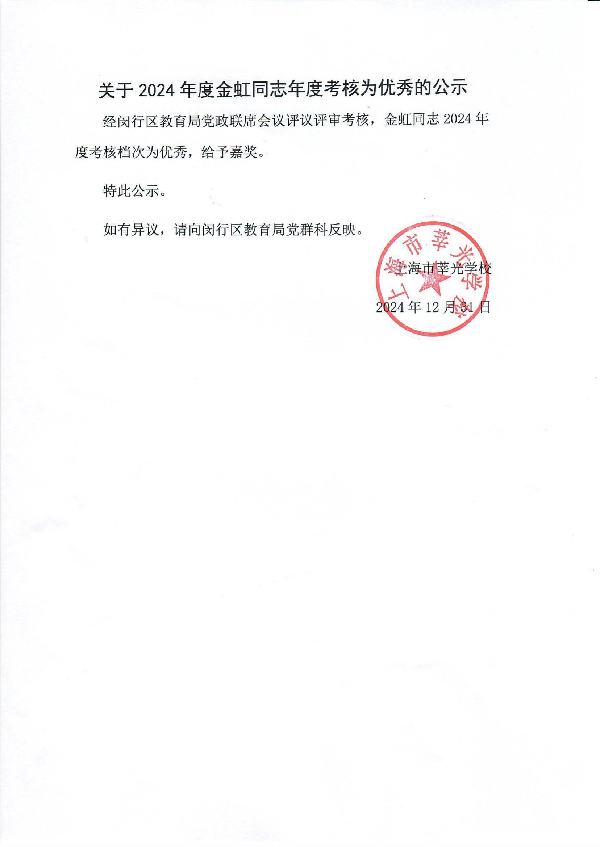 关于 2024 年度金虹同志年度考核为优秀的公示
经闵行区教育局党政联席会议评议评审考核，金虹同志 2024 年
度考核档次为优秀，给予嘉奖。
特此公示。
如有异议，请向闵行区教育局党群科反映。
上海市莘光学校
2024 年 12 月 31 日
上海市莘光学校